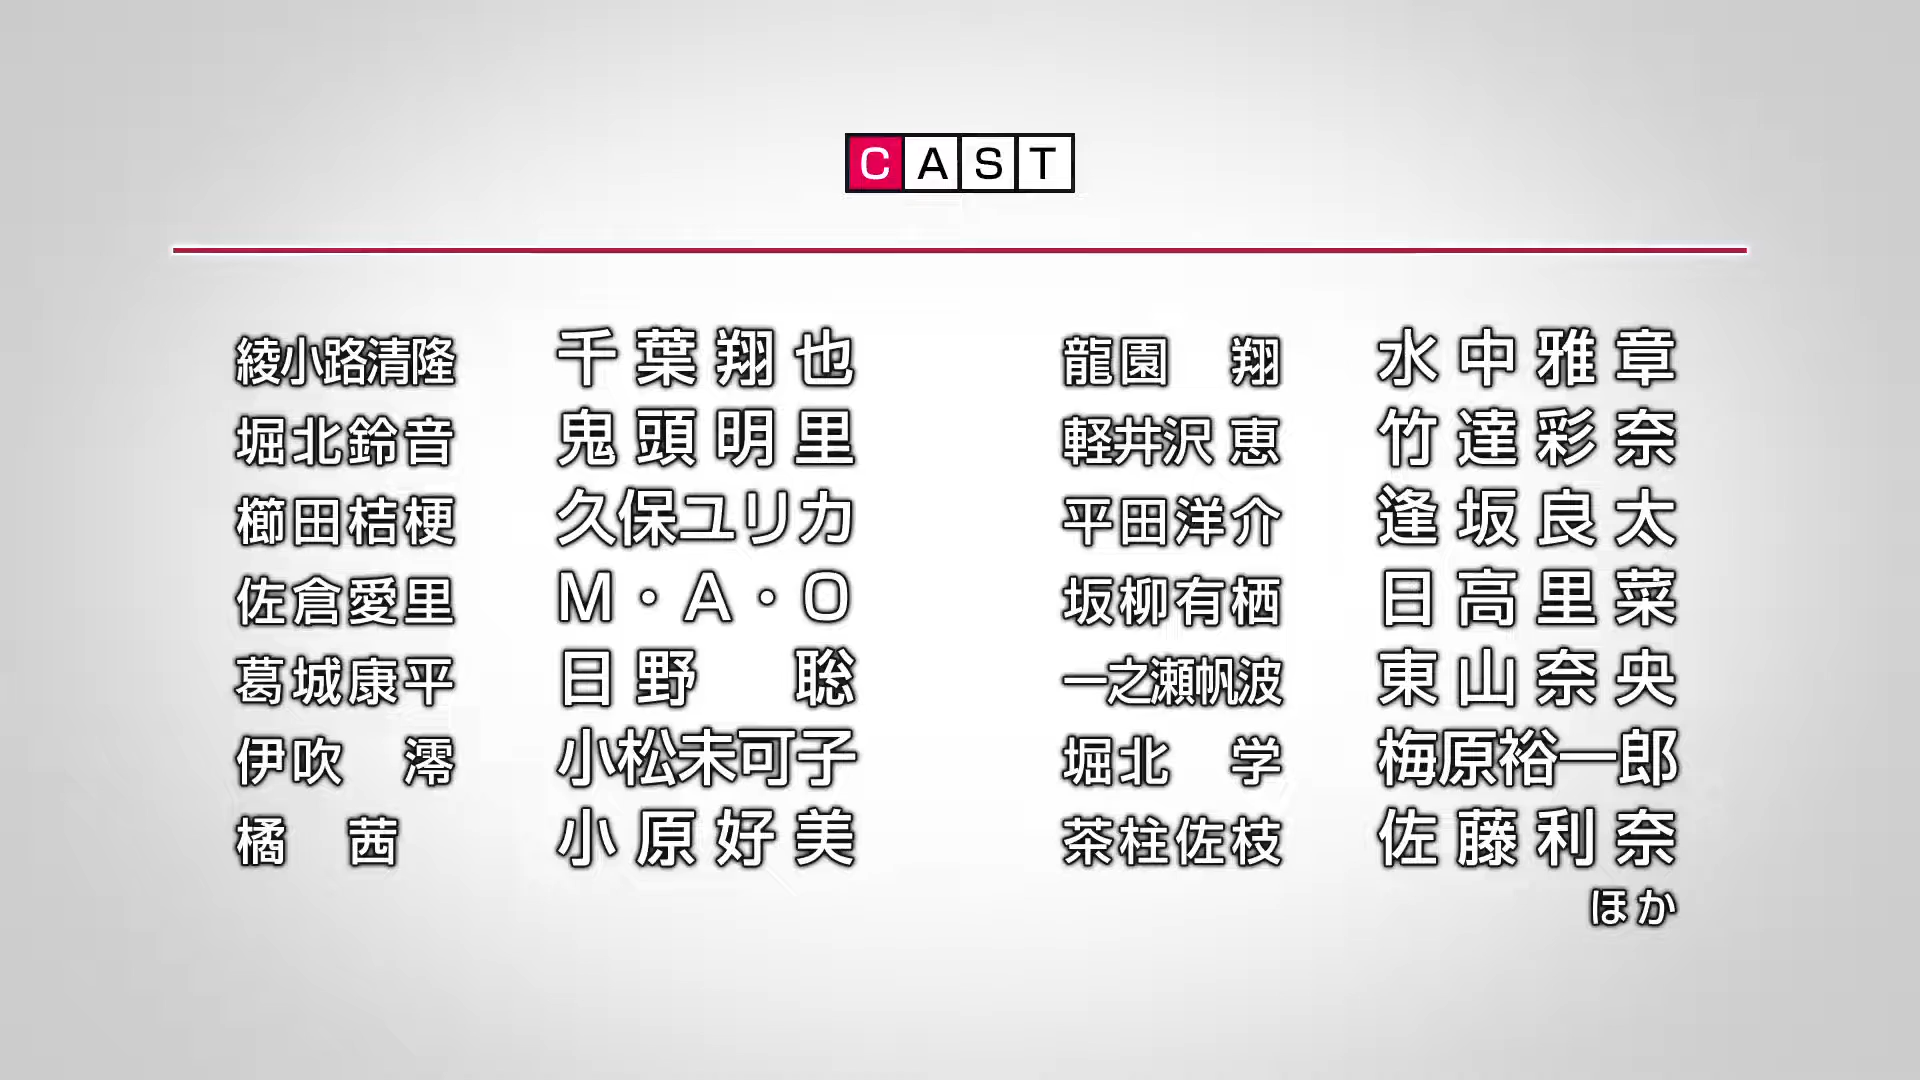 CAST
綾小路清隆 千葉翔也
堀北鈴音 鬼頭明里
櫛田桔梗 久保ユリカ
佐倉愛里 M・A・O
葛城康平 日野 聡
伊吹 澪 小松未可子
橘 茜 小原好美
龍園 翔 水中雅章
軽井沢 恵 竹達彩奈
平田洋介 逢坂良太
坂柳有栖 日高里菜
一之瀬帆波 東山奈央
堀北 学 梅原裕一郎
茶柱佐枝 佐藤利奈
ほか